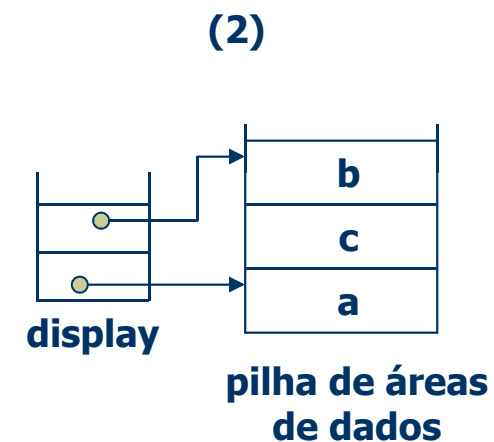 (2)
b
c
a
display
pilha de áreas
de dados